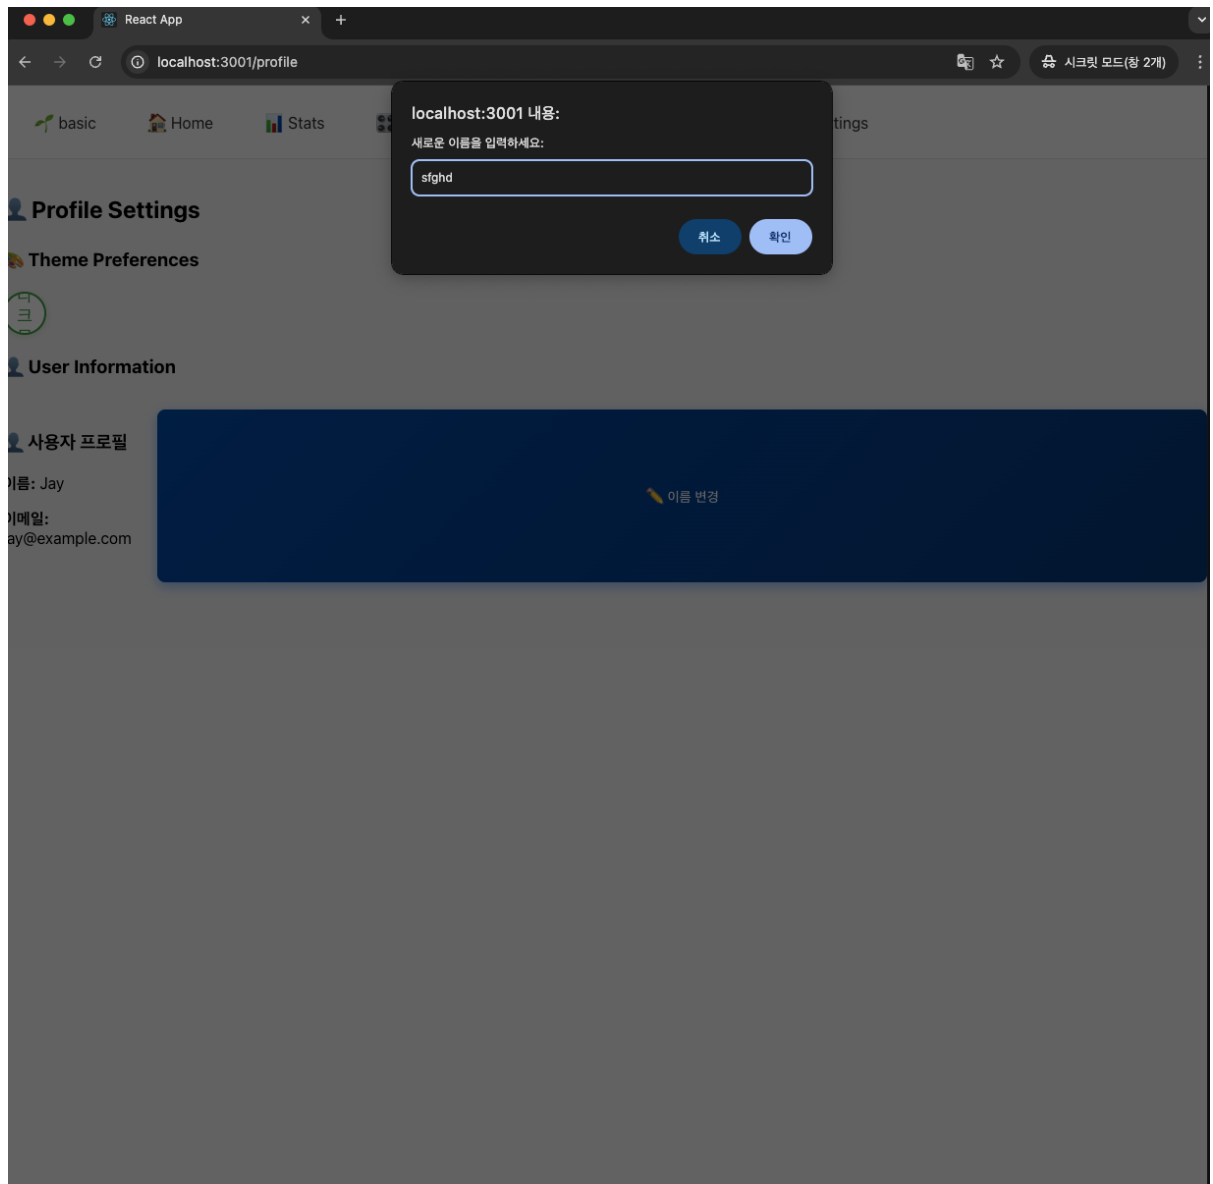 React App
localhost:3001/profile
시크릿 모드(창 2개)
basic
Home
Stats
tings
localhost:3001 내용:
새로운 이름을 입력하세요:
sfghd
취소
확인
Profile Settings
Theme Preferences
User Information
사용자 프로필
이름: Jay
이메일:
ay@example.com
이름 변경